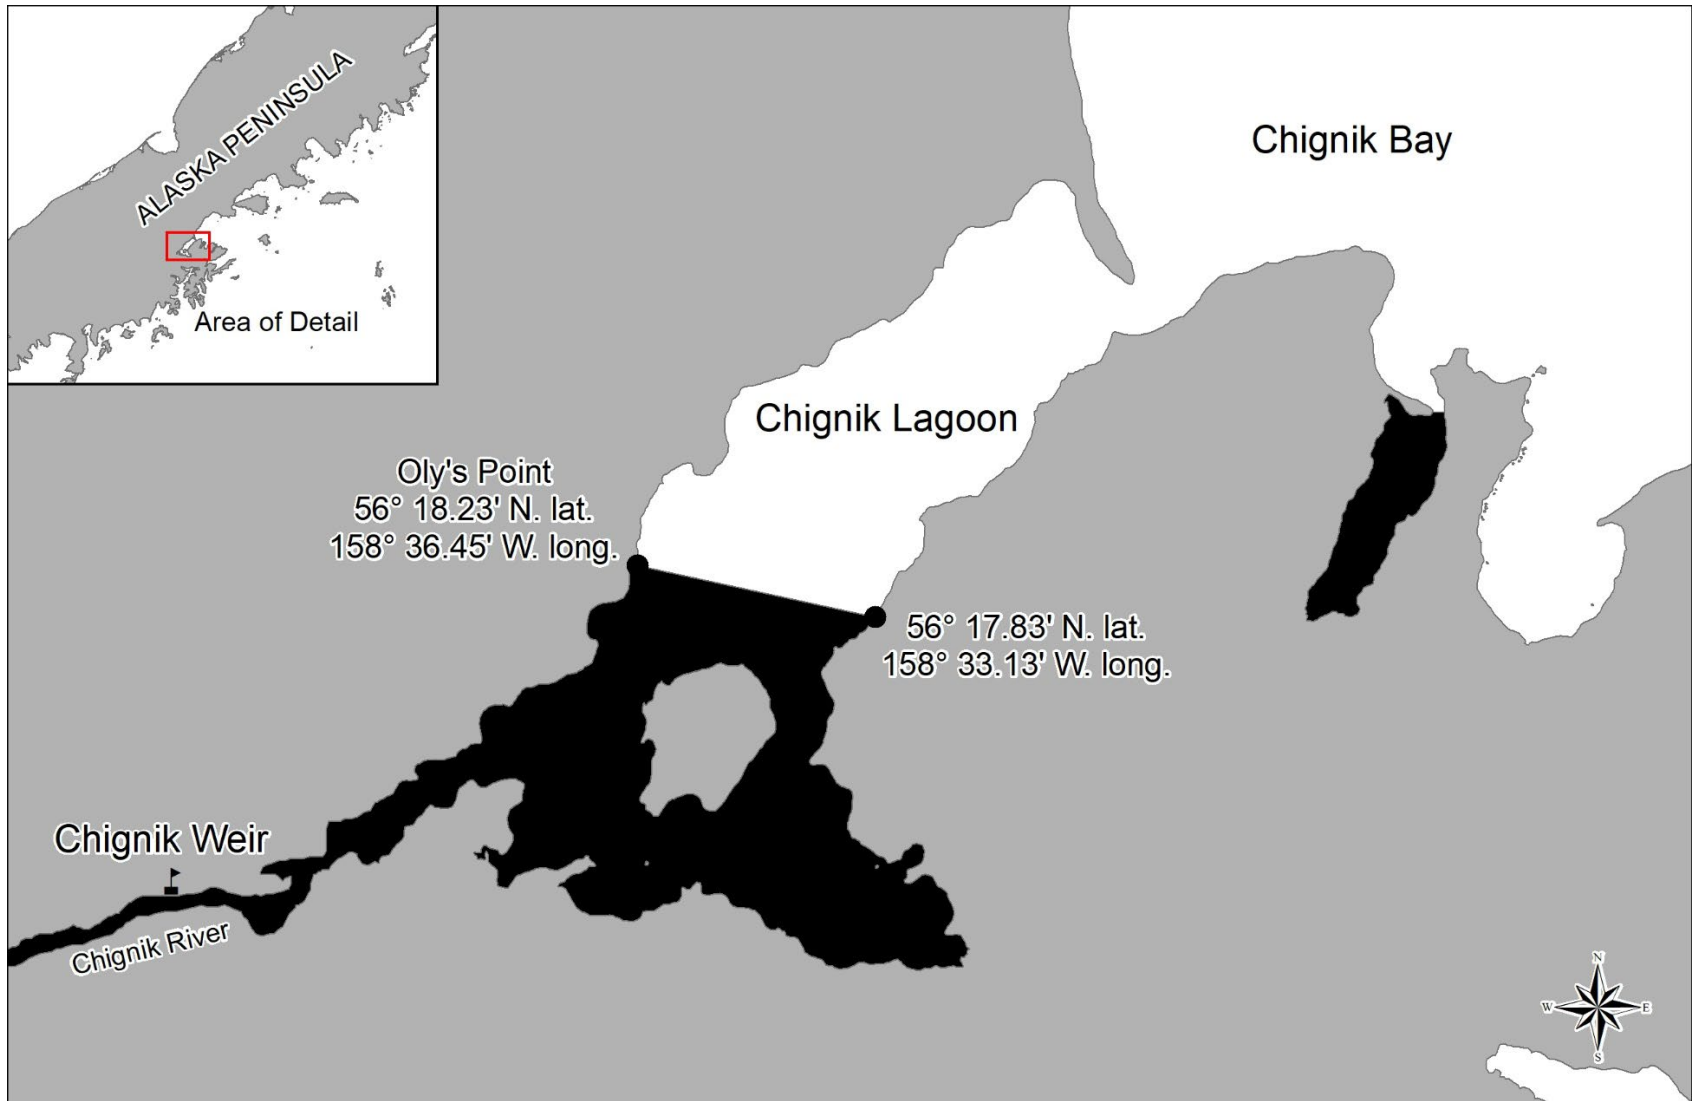 ALASKA PENINSULA
Area of Detail
Chignik Bay
Chignik Lagoon
Oly's Point
56° 18.23' N. lat.
158° 36.45' W. long.
56° 17.83' N. lat.
158° 33.13' W. long.
Chignik Weir
Chignik River
N
W
E
S